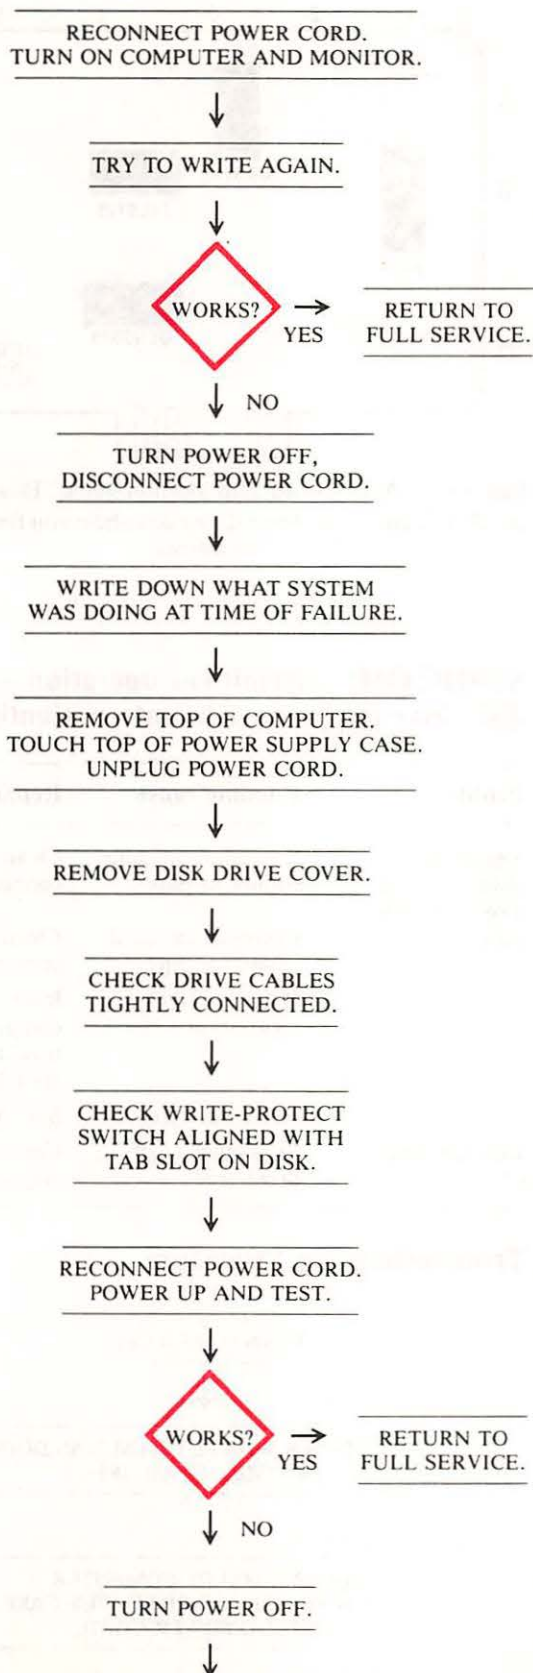 RECONNECT POWER CORD.
TURN ON COMPUTER AND MONITOR.
TRY TO WRITE AGAIN.
WORKS?
YES
RETURN TO
FULL SERVICE.
NO
TURN POWER OFF,
DISCONNECT POWER CORD.
WRITE DOWN WHAT SYSTEM
WAS DOING AT TIME OF FAILURE.
REMOVE TOP OF COMPUTER.
TOUCH TOP OF POWER SUPPLY CASE.
UNPLUG POWER CORD.
REMOVE DISK DRIVE COVER.
CHECK DRIVE CABLES
TIGHTLY CONNECTED.
CHECK WRITE-PROTECT
SWITCH ALIGNED WITH
TAB SLOT ON DISK.
RECONNECT POWER CORD.
POWER UP AND TEST.
WORKS?
YES
RETURN TO
FULL SERVICE.
NO
TURN POWER OFF.